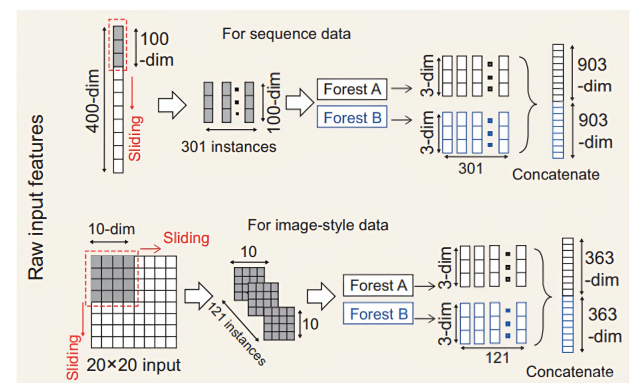 Raw input features
For sequence data
400-dim
100
-dim
Sliding
301 instances
100-dim
Forest A
Forest B
3-dim
3-dim
301
903
-dim
903
-dim
Concatenate
For image-style data
10-dim
Sliding
Sliding
20×20 input
10
10
121 instances
Forest A
Forest B
3-dim
3-dim
121
363
-dim
363
-dim
Concatenate